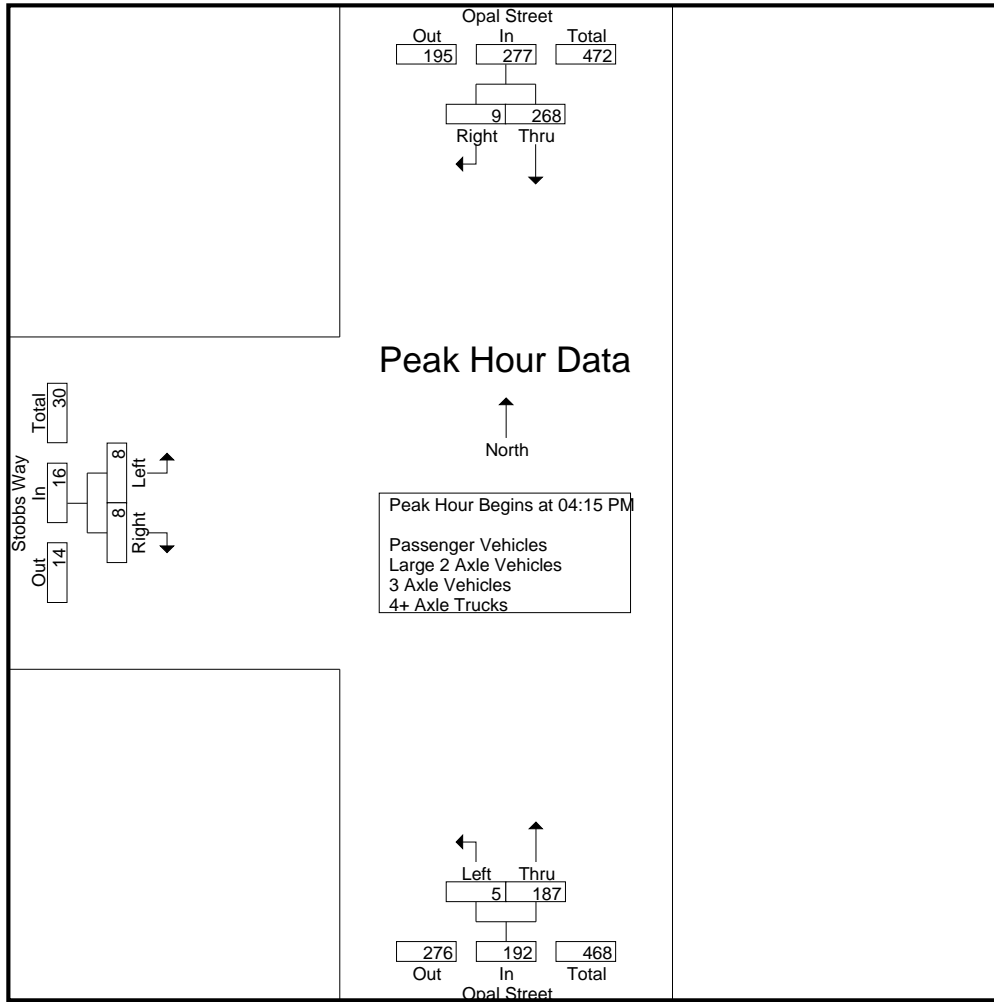 Opal Street
Out In Total
195 277 472
9 268
Right Thru
Peak Hour Data
North
Stobbs Way
Total
30
In
16
Out
14
8
Left
8
Right
Peak Hour Begins at 04:15 PM
Passenger Vehicles
Large 2 Axle Vehicles
3 Axle Vehicles
4+ Axle Trucks
Left Thru
5 187
276 192 468
Out In Total
Opal Street